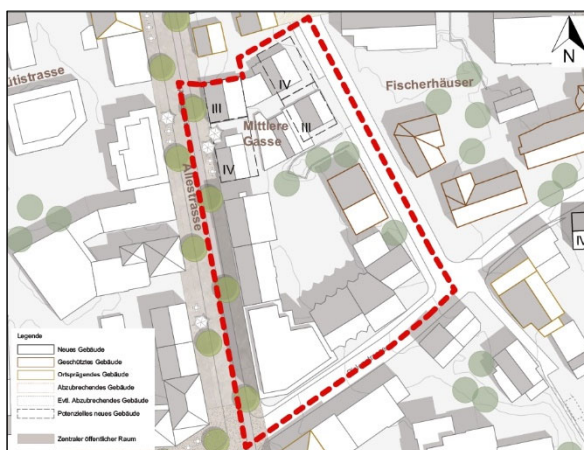 N
ütistrasse
Fischerhäuser
IV
III
III
Mittlere
Gasse
IV
Allestrasse
IV
Legende
Neues Gebäude
Geschütztes Gebäude
Ortsprägendes Gebäude
Abzubrechendes Gebäude
Evtl. Abzubrechendes Gebäude
Potenzielles neues Gebäude
Zentraler öffentlicher Raum